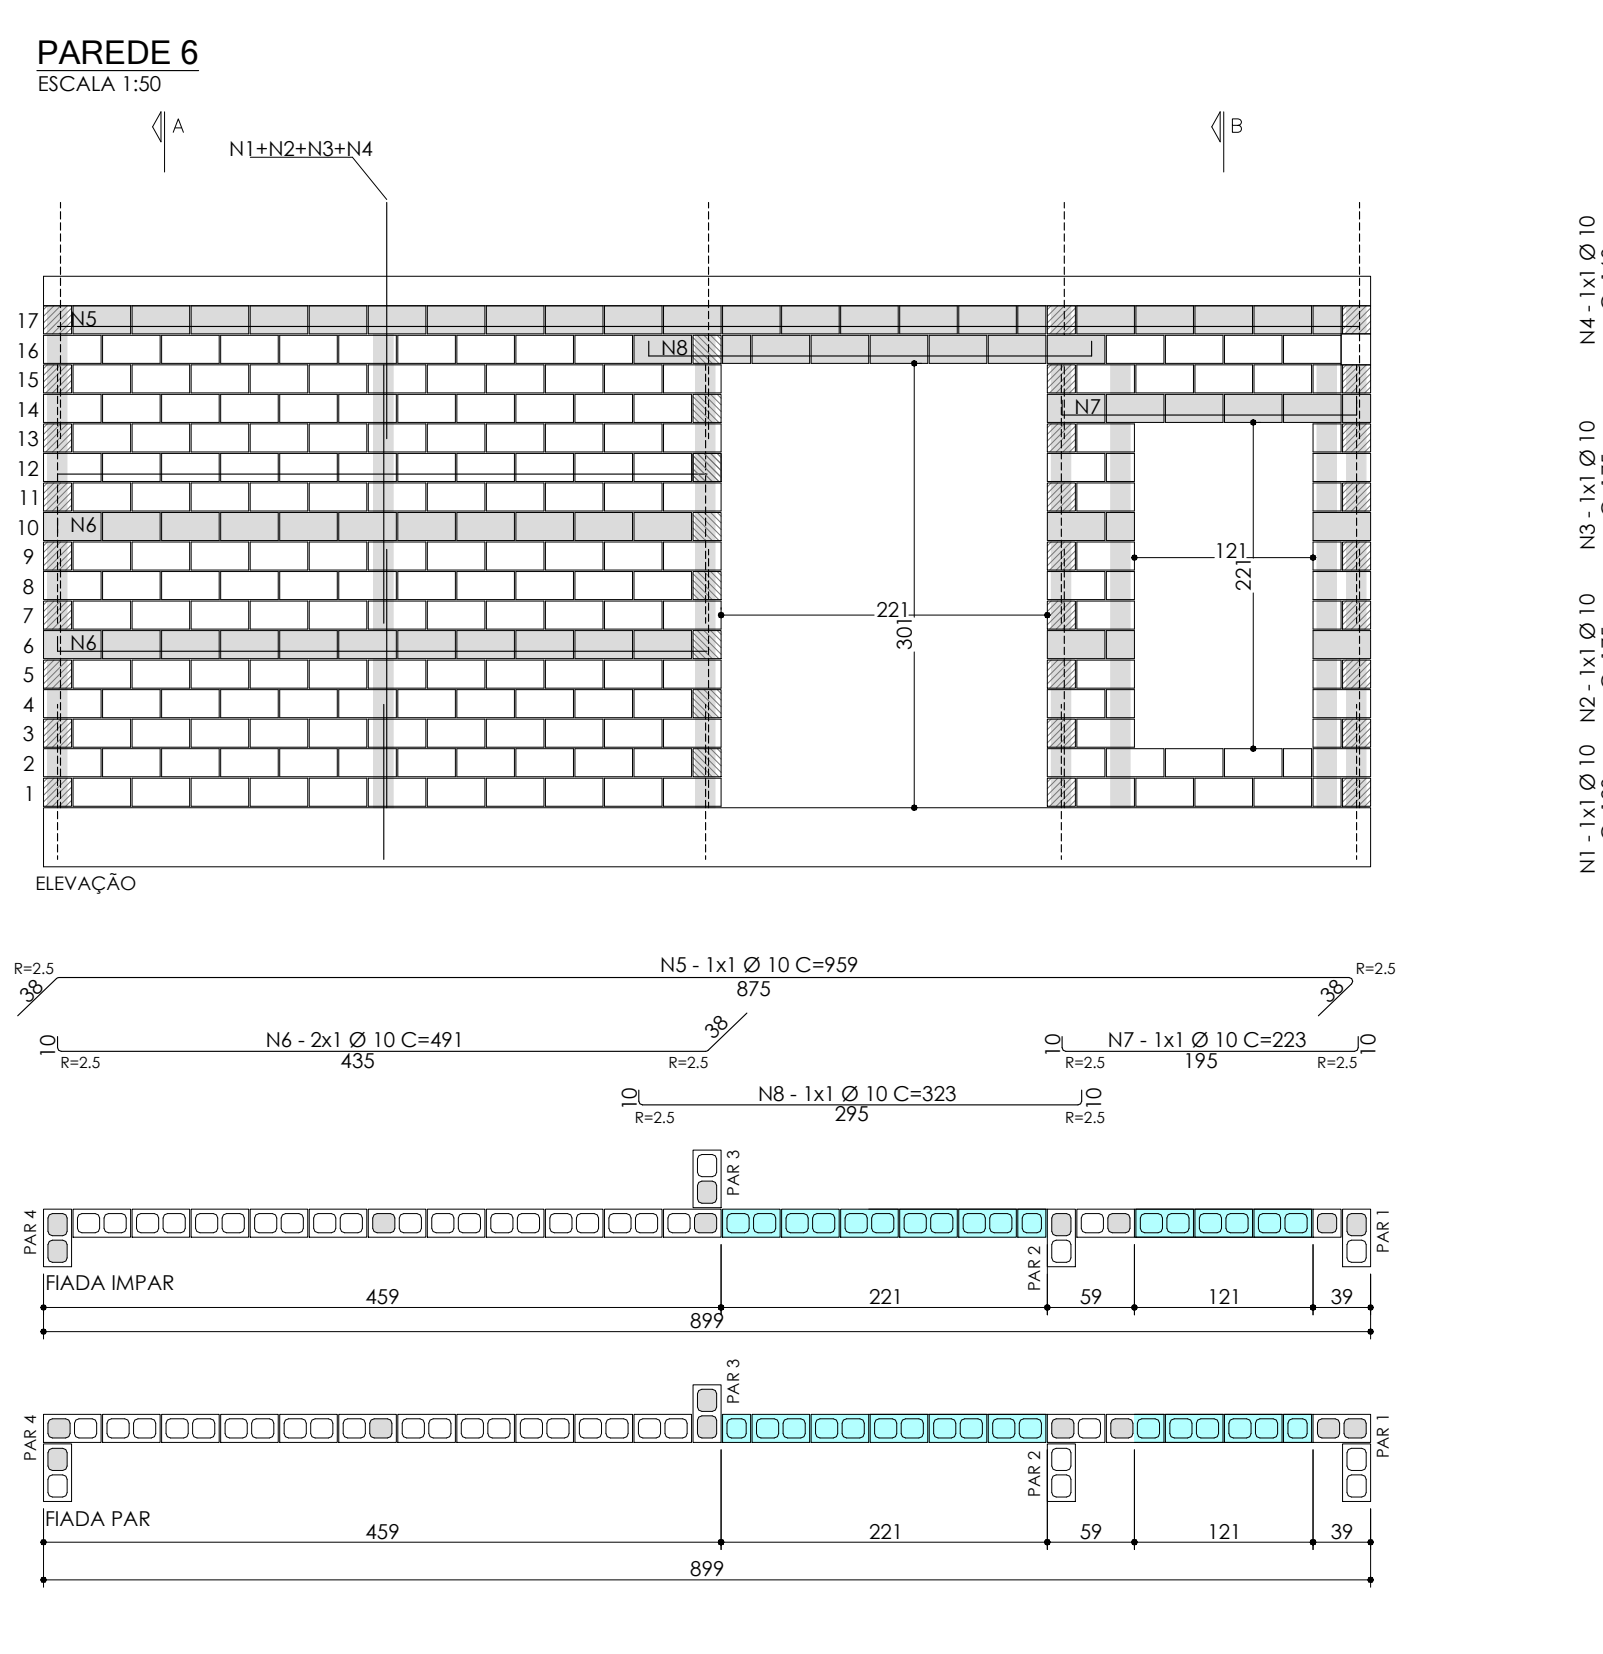 PAREDE 6
ESCALA 1:50
A
B
N1+N2+N3+N4
17
N5
16
N8
15
14
N7
13
12
11
10
N6
9
121
221
8
7
221
301
6
N6
5
4
3
2
1
ELEVAÇÃO
N4 - 1x1 Ø 10
N3 - 1x1 Ø 10
N2 - 1x1 Ø 10
N1 - 1x1 Ø 10
R=2.5
38
N5 - 1x1 Ø 10 C=959
875
R=2.5
38
10
R=2.5
N6 - 2x1 Ø 10 C=491
435
R=2.5
38
10
R=2.5
N7 - 1x1 Ø 10 C=223
195
R=2.5
10
10
R=2.5
N8 - 1x1 Ø 10 C=323
295
R=2.5
10
PAR 3
PAR 4
PAR 2
PAR 1
FIADA IMPAR
459
221
59
121
39
899
PAR 3
PAR 4
PAR 2
PAR 1
FIADA PAR
459
221
59
121
39
899